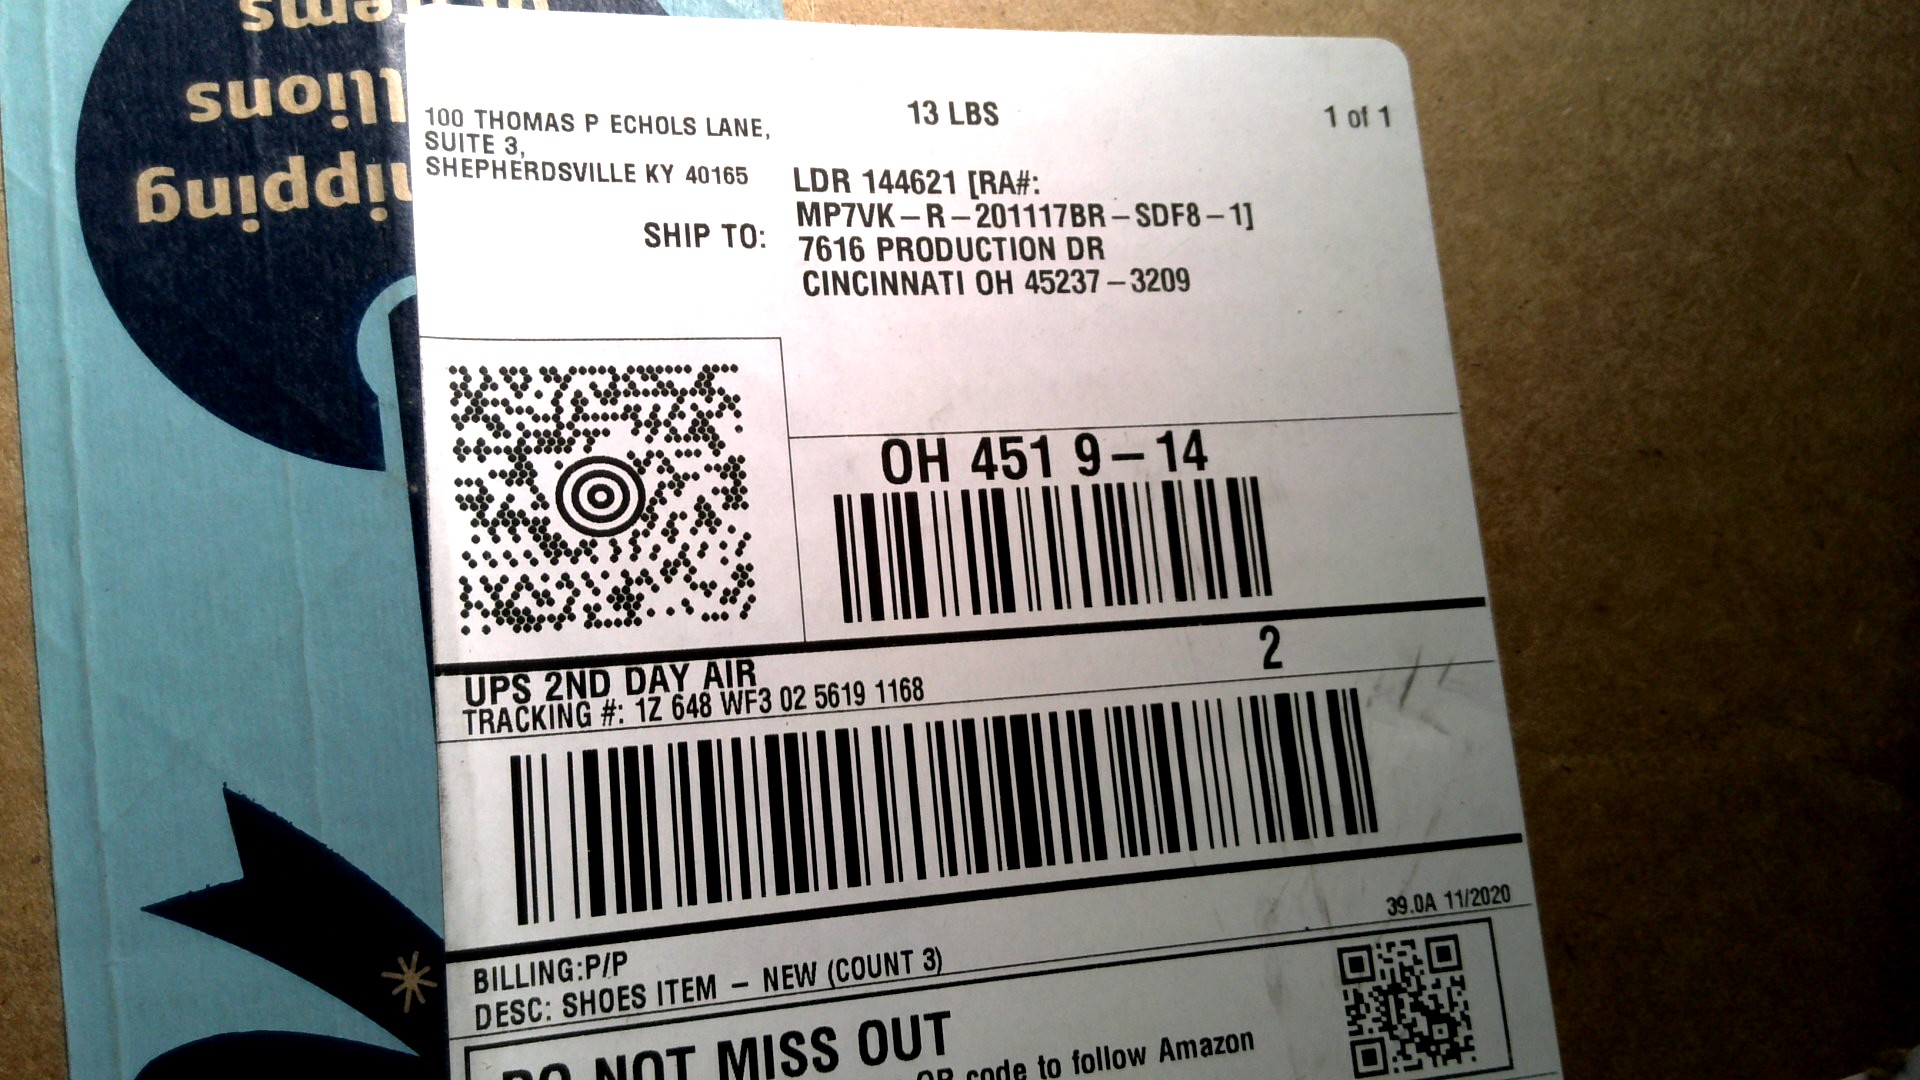 100 THOMAS P ECHOLS LANE,
SUITE 3,
SHEPHERDSVILLE KY 40165
13 LBS
1 of 1
SHIP TO:
LDR 144621 [RA#:
MP7VK-R-201117BR-SDF8-1]
7616 PRODUCTION DR
CINCINNATI OH 45237-3209
OH 451 9-14
UPS 2ND DAY AIR
TRACKING #: 1Z 648 WF3 02 5619 1168
2
BILLING:P/P
DESC: SHOES ITEM - NEW (COUNT 3)
39.0A 11/2020
DO NOT MISS OUT
QR code to follow Amazon